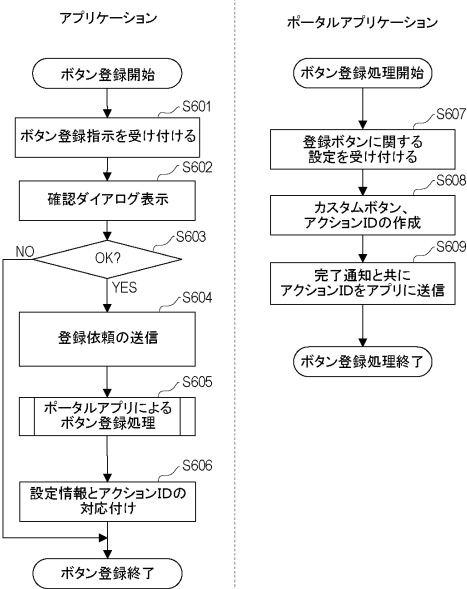 アプリケーション
ボタン登録開始
S601
ボタン登録指示を受け付ける
S602
確認ダイアログ表示
S603
OK?
NO
YES
S604
登録依頼の送信
S605
ポータルアプリによる
ボタン登録処理
S606
設定情報とアクションIDの
対応付け
ボタン登録終了
ポータルアプリケーション
ボタン登録処理開始
S607
登録ボタンに関する
設定を受け付ける
S608
カスタムボタン、
アクションIDの作成
S609
完了通知と共に
アクションIDをアプリに送信
ボタン登録処理終了